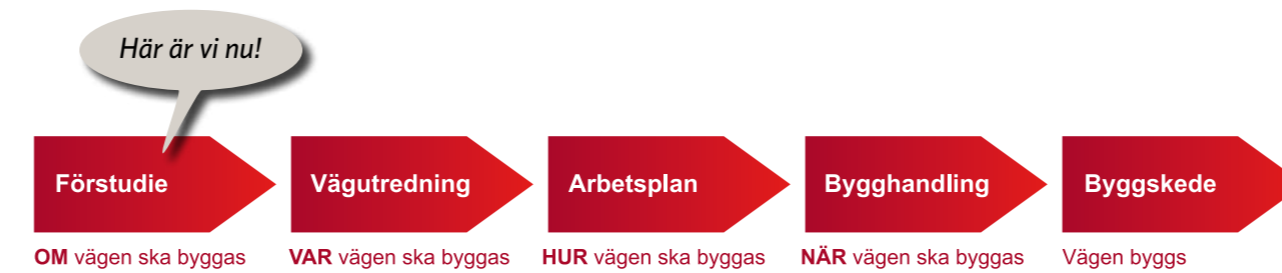 Här är vi nu!
Förstudie
Vägutredning
Arbetsplan
Bygghandling
Byggskede
OM vägen ska byggas
VAR vägen ska byggas
HUR vägen ska byggas
NÄR vägen ska byggas
Vägen byggs